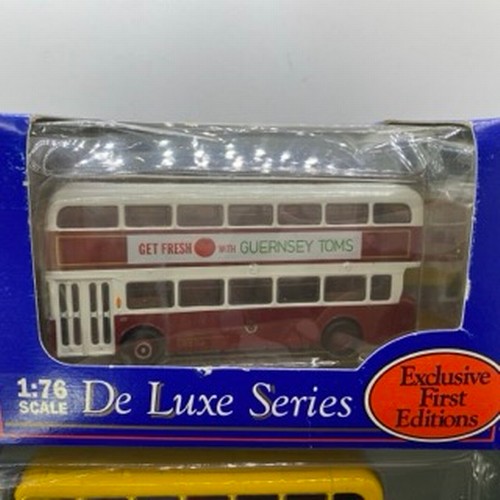 GET FRESH WITH GUERNSEY TOMS
1:76
SCALE
De Luxe Series
Exclusive
First
Editions